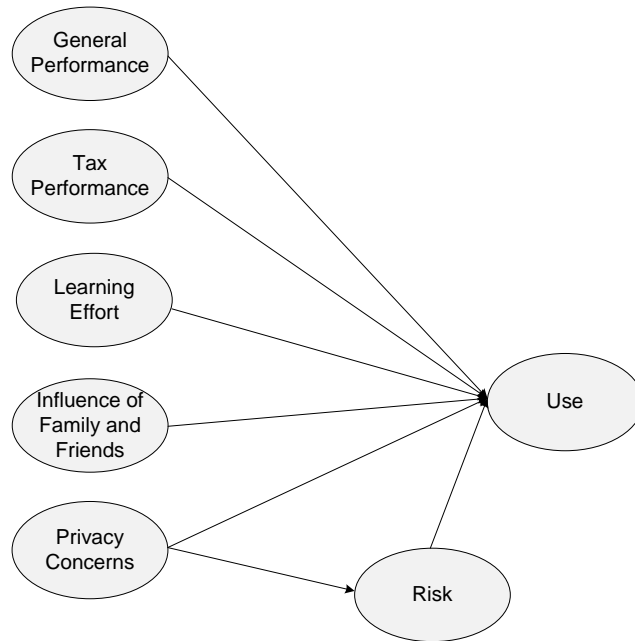 General
Performance
Tax
Performance
Learning
Effort
Influence of
Family and
Friends
Use
Privacy
Concerns
Risk